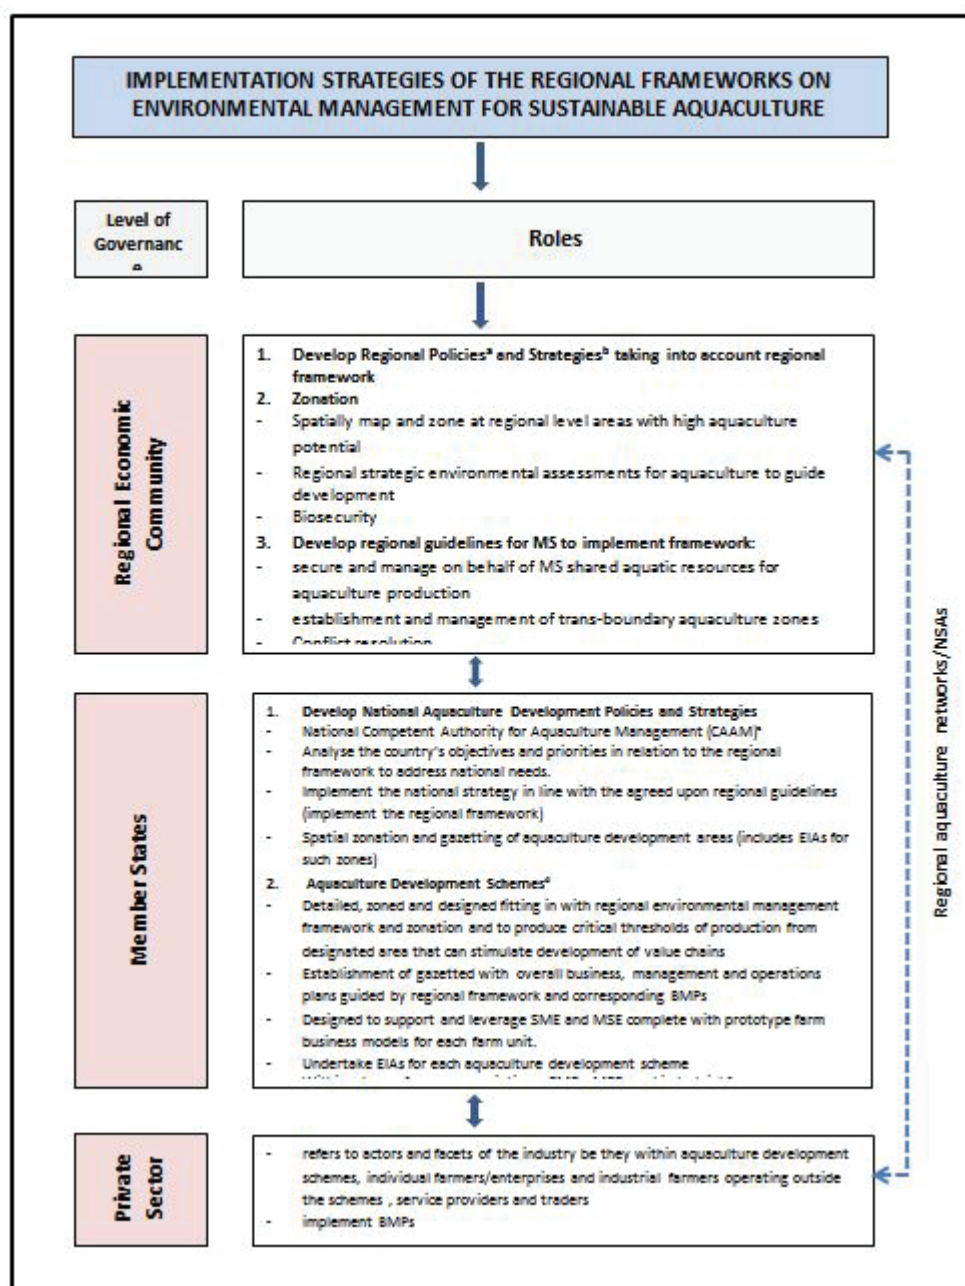 IMPLEMENTATION STRATEGIES OF THE REGIONAL FRAMEWORKS ON
ENVIRONMENTAL MANAGEMENT FOR SUSTAINABLE AQUACULTURE
Level of
Governanc
e
Roles
Regional Economic
Community
1. Develop Regional Policiesᵃ and Strategiesᵇ taking into account regional
framework
2. Zonation
- Spatially map and zone at regional level areas with high aquaculture
potential
- Regional strategic environmental assessments for aquaculture to guide
development
- Biosecurity
3. Develop regional guidelines for MS to implement framework:
- secure and manage on behalf of MS shared aquatic resources for
aquaculture production
- establishment and management of trans-boundary aquaculture zones
- Conflict resolution
Member States
1. Develop National Aquaculture Development Policies and Strategies
- National Competent Authority for Aquaculture Management (CAAM)
- Analyse the country's objectives and priorities in relation to the regional
framework to address national needs.
- Implement the national strategy in line with the agreed upon regional guidelines
(implement the regional framework)
- Spatial zonation and gazetting of aquaculture development areas (includes EIAs for
such zones)
2. Aquaculture Development Schemes
- Detailed, zoned and designed fitting in with regional environmental management
framework and zonation and to produce critical thresholds of production from
designated area that can stimulate development of value chains
- Establishment of gazetted with overall business, management and operations
plans guided by regional framework and corresponding BMPs
- Designed to support and leverage SME and MSE complete with prototype farm
business models for each farm unit.
- Undertake EIAs for each aquaculture development scheme
Private
Sector
- refers to actors and facets of the industry be they within aquaculture development
schemes, individual farmers/enterprises and industrial farmers operating outside
the schemes , service providers and traders
- implement BMPs
Regional aquaculture networks/NSAs